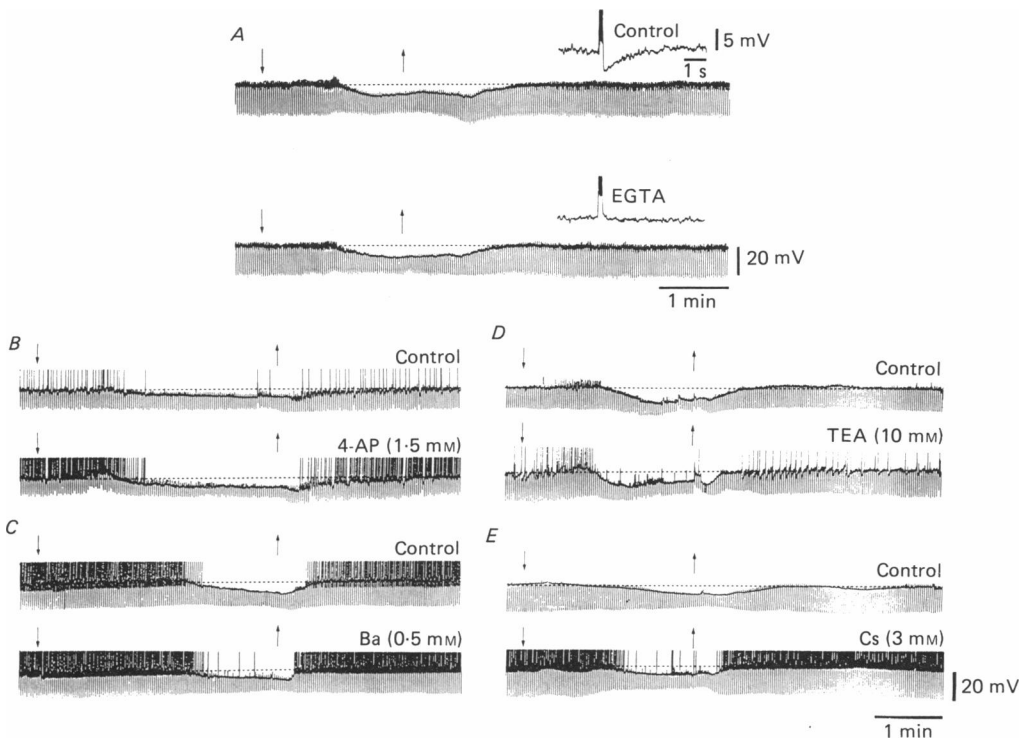 A
Control
5 mV
1 s
EGTA
20 mV
1 min
B
Control
4-AP (1·5 mM)
C
Control
Ba (0·5 mM)
D
Control
TEA (10 mM)
E
Control
Cs (3 mM)
20 mV
1 min